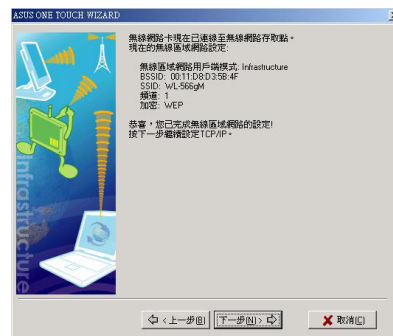 ASUS ONE TOUCH WIZARD
無線網路卡現在已連線至無線網路存取點。
現在的無線區域網路設定:
無線區域網路用戶端模式: Infrastructure
BSSID: 00:11:D8:D3:5B:4F
SSID: WL-566gM
頻道: 1
加密: WEP
恭喜，您已完成無線區域網路的設定!
按下一步繼續設定TCP/IP。
Infrastructure
< 上一步(B)
下一步(N) >
取消(C)